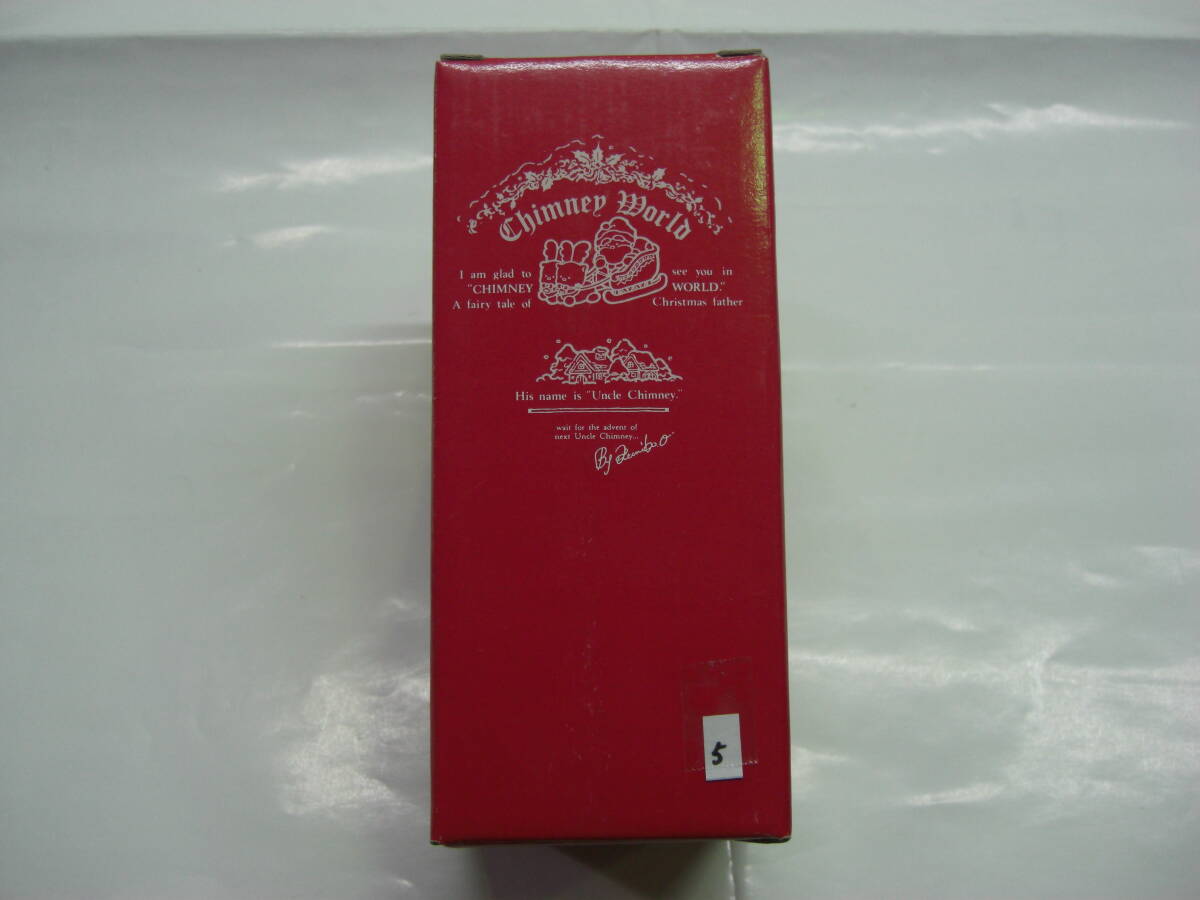 Chimney World
I am glad to see you in
"CHIMNEY WORLD."
A fairy tale of Christmas father
His name is "Uncle Chimney."
wait for the advent of
next Uncle Chimney...
By
5